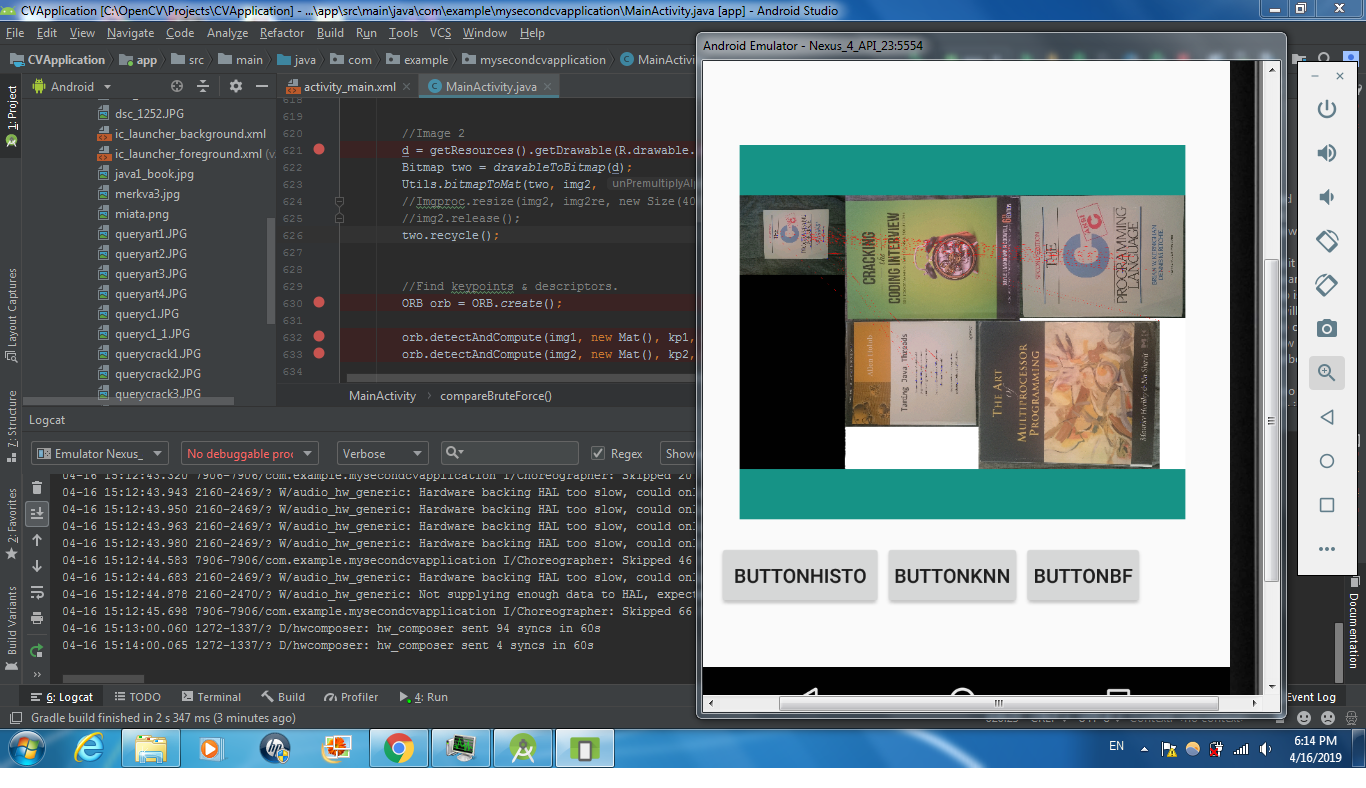 CVApplication [C:\OpenCV\Projects\CVApplication] - ...\app\src\main\java\com\example\mysecondcvapplication\MainActivity.java [app] - Android Studio
File Edit View Navigate Code Analyze Refactor Build Run Tools VCS Window Help
CVApplication app src main java com example mysecondcvapplication MainActivi
Android
activity_main.xml MainActivity.java
1: Project
Layout Captures
7: Structure
2: Favorites
Build Variants
dsc_1252.JPG
ic_launcher_background.xml
ic_launcher_foreground.xml (v
java1_book.jpg
merkva3.jpg
miata.png
queryart1.JPG
queryart2.JPG
queryart3.JPG
queryart4.JPG
queryc1.JPG
queryc1_1.JPG
querycrack1.JPG
querycrack2.JPG
querycrack3.JPG
618
619
620 //Image 2
621 d = getResources().getDrawable(R.drawable.
622 Bitmap two = drawableToBitmap(d);
623 Utils.bitmapToMat(two, img2, unPremultiplyAlp
624 //Imgproc.resize(img2, img2re, new Size(40
625 //img2.release();
626 two.recycle();
627
628
629 //Find keypoints & descriptors.
630 ORB orb = ORB.create();
631
632 orb.detectAndCompute(img1, new Mat(), kp1,
633 orb.detectAndCompute(img2, new Mat(), kp2,
634
MainActivity › compareBruteForce()
Logcat
Emulator Nexus_ No debuggable proc Verbose Regex Show
04-16 15:12:43.320 7906-7906/com.example.mysecondcvapplication I/Choreographer: Skipped 20
04-16 15:12:43.943 2160-2469/? W/audio_hw_generic: Hardware backing HAL too slow, could onl
04-16 15:12:43.950 2160-2469/? W/audio_hw_generic: Hardware backing HAL too slow, could onl
04-16 15:12:43.963 2160-2469/? W/audio_hw_generic: Hardware backing HAL too slow, could onl
04-16 15:12:43.980 2160-2469/? W/audio_hw_generic: Hardware backing HAL too slow, could onl
04-16 15:12:44.583 7906-7906/com.example.mysecondcvapplication I/Choreographer: Skipped 46
04-16 15:12:44.683 2160-2469/? W/audio_hw_generic: Hardware backing HAL too slow, could onl
04-16 15:12:44.878 2160-2470/? W/audio_hw_generic: Not supplying enough data to HAL, expect
04-16 15:12:45.698 7906-7906/com.example.mysecondcvapplication I/Choreographer: Skipped 66
04-16 15:13:00.060 1272-1337/? D/hwcomposer: hw_composer sent 94 syncs in 60s
04-16 15:14:00.065 1272-1337/? D/hwcomposer: hw_composer sent 4 syncs in 60s
6: Logcat TODO Terminal Build Profiler 4: Run
Event Log
Gradle build finished in 2 s 347 ms (3 minutes ago)
Documentation
Android Emulator - Nexus_4_API_23:5554
CRACKING
the
CODING INTERVIEW
THE
C
PROGRAMMING
LANGUAGE
Taming Java Threads
THE ART
of
MULTIPROCESSOR
PROGRAMMING
BUTTONHISTO BUTTONKNN BUTTONBF
EN
6:14 PM
4/16/2019